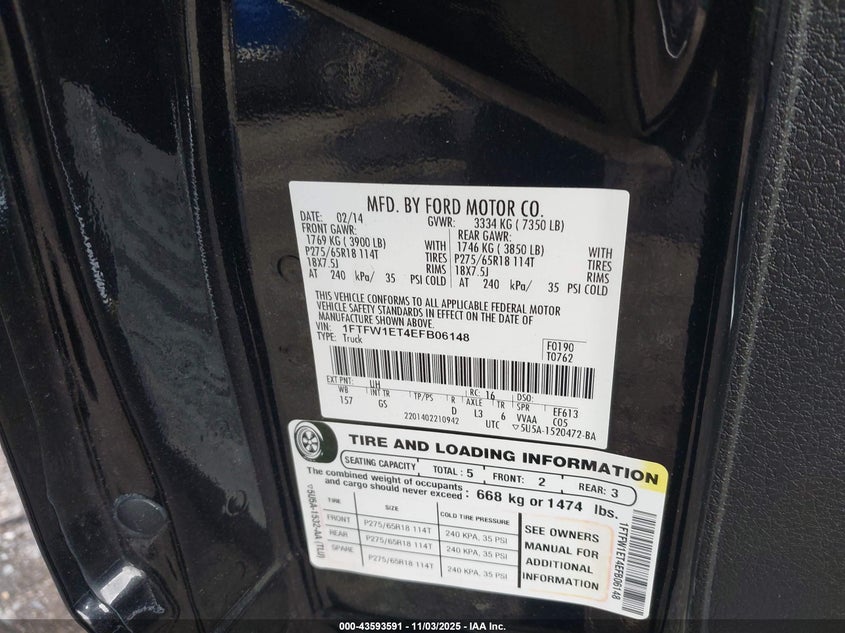 MFD. BY FORD MOTOR CO.
DATE: 02/14 GVWR: 3334 KG ( 7350 LB)
FRONT GAWR: REAR GAWR:
1769 KG ( 3900 LB) WITH 1746 KG ( 3850 LB) WITH
P275/65R18 114T TIRES P275/65R18 114T TIRES
18X7.5J RIMS 18X7.5J RIMS
AT 240 kPa/ 35 PSI COLD AT 240 kPa/ 35 PSI COLD
THIS VEHICLE CONFORMS TO ALL APPLICABLE FEDERAL MOTOR
VEHICLE SAFETY STANDARDS IN EFFECT ON THE DATE OF
MANUFACTURE SHOWN ABOVE.
VIN: 1FTFW1ET4EFB06148
TYPE: Truck
F0190
T0762
EXT PNT: UH RC: 16 DSO:
WB INT TR TP/PS R AXLE TR SPR EF613
157 GS D L3 6 VVAA C05
2201402210942 UTC ▽5U5A-1520472-BA
TIRE AND LOADING INFORMATION
SEATING CAPACITY TOTAL : 5 FRONT: 2 REAR: 3
The combined weight of occupants
and cargo should never exceed : 668 kg or 1474 lbs.
TIRE SIZE COLD TIRE PRESSURE
FRONT P275/65R18 114T 240 KPA, 35 PSI
REAR P275/65R18 114T 240 KPA, 35 PSI
SPARE P275/65R18 114T 240 KPA, 35 PSI
SEE OWNERS
MANUAL FOR
ADDITIONAL
INFORMATION
▽5U5A-1532-AA (TLU)
1FTFW1ET4EFB06148
000-43593591 - 11/03/2025 - IAA Inc.